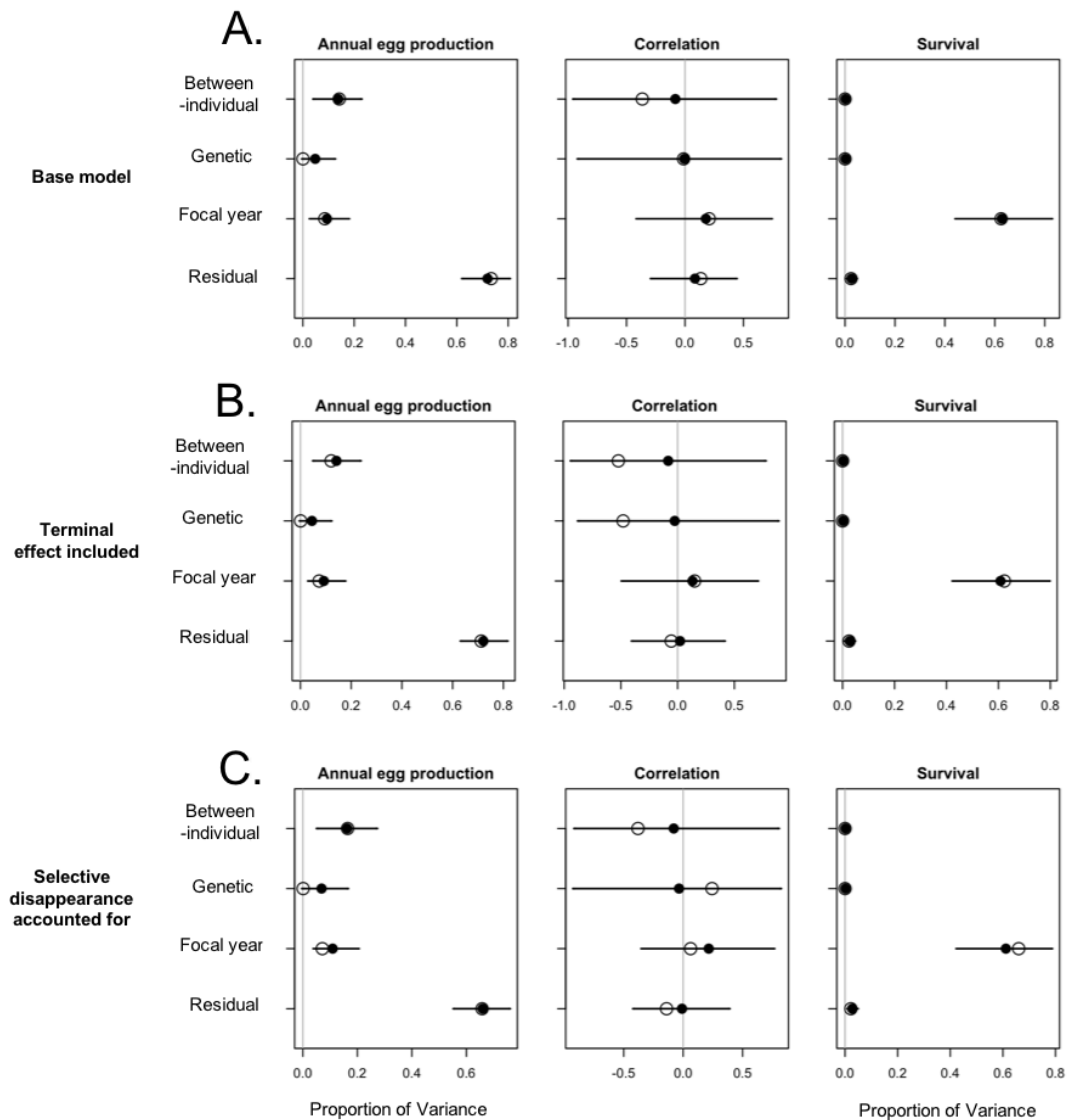 A.
Annual egg production Correlation Survival
Between
-individual
Genetic
Base model
Focal year
Residual
0.0 0.2 0.4 0.6 0.8 -1.0 -0.5 0.0 0.5 0.0 0.2 0.4 0.6 0.8
B.
Annual egg production Correlation Survival
Between
-individual
Genetic
Terminal
effect included
Focal year
Residual
0.0 0.2 0.4 0.6 0.8 -1.0 -0.5 0.0 0.5 0.0 0.2 0.4 0.6 0.8
C.
Annual egg production Correlation Survival
Between
-individual
Genetic
Selective
disappearance
accounted for
Focal year
Residual
0.0 0.2 0.4 0.6 -0.5 0.0 0.5 0.0 0.2 0.4 0.6 0.8
Proportion of Variance Proportion of Variance